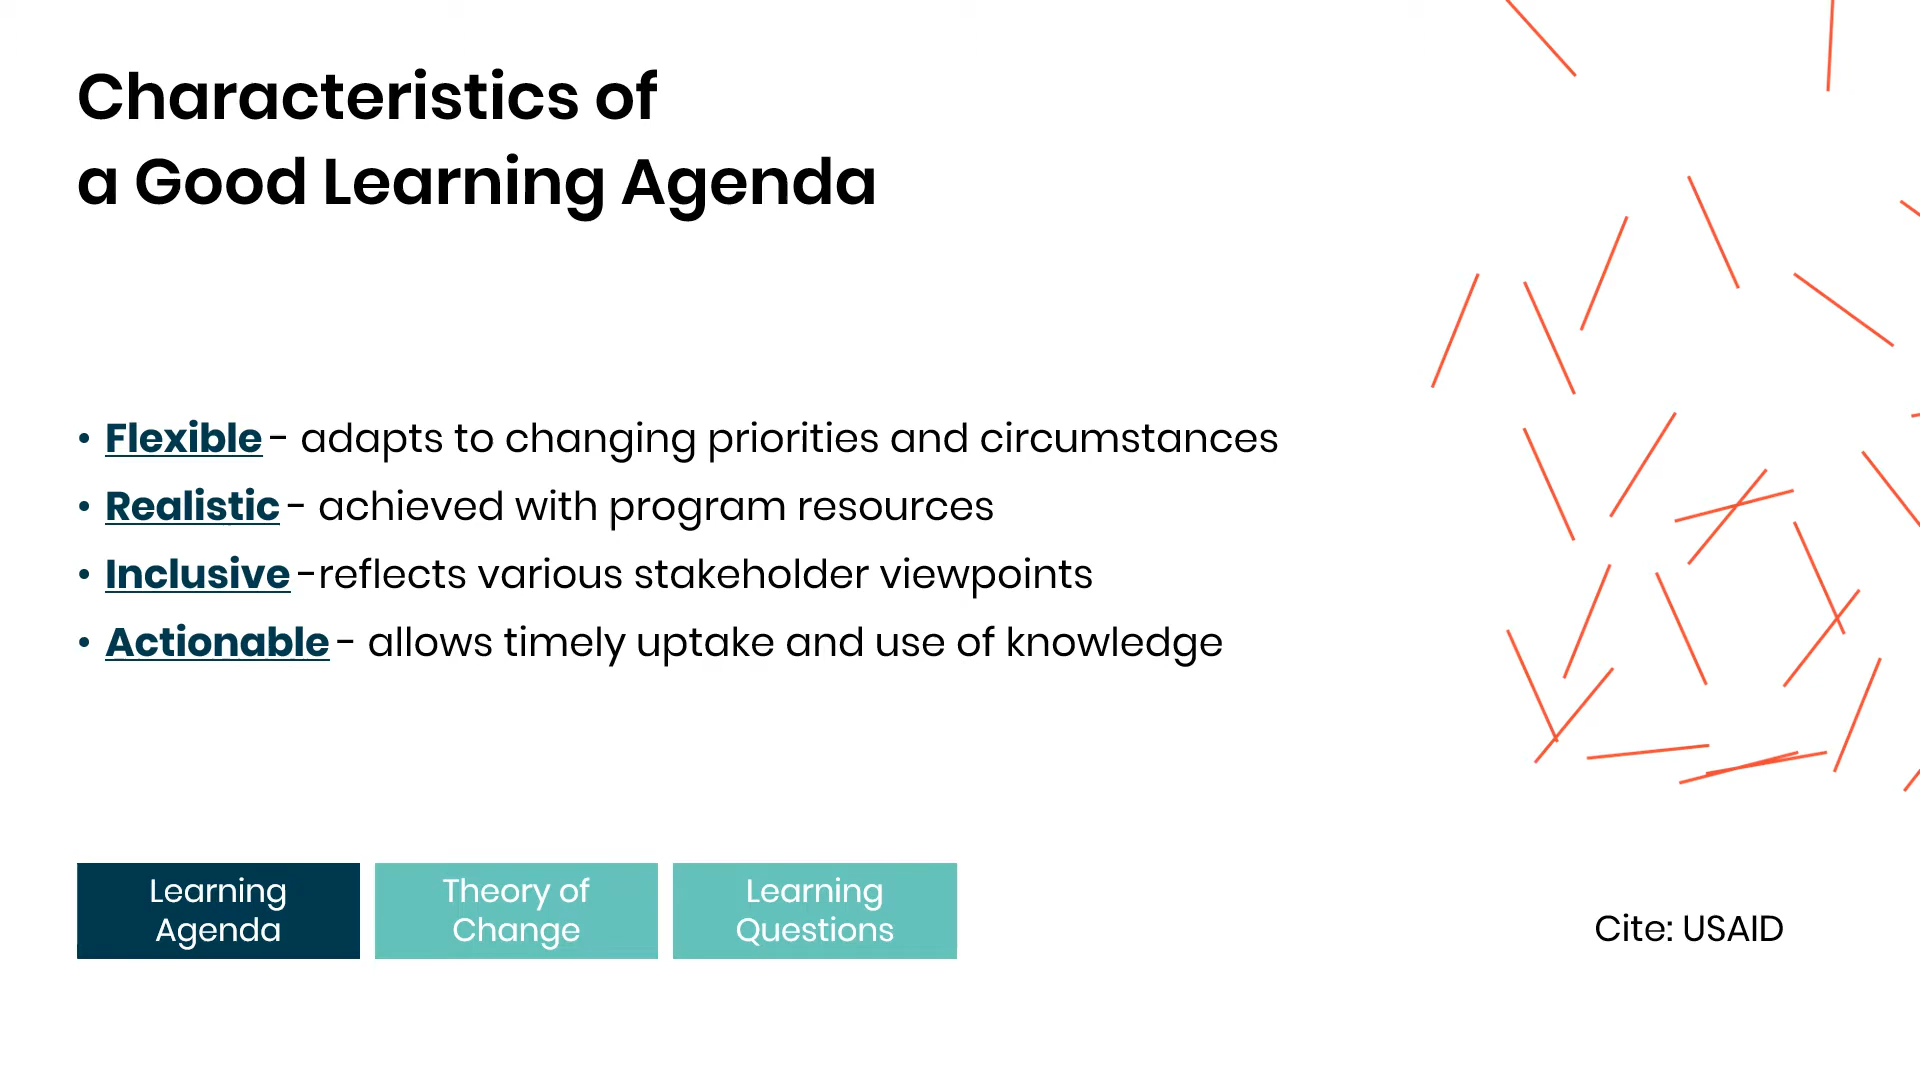 Characteristics of
a Good Learning Agenda
• Flexible - adapts to changing priorities and circumstances
• Realistic - achieved with program resources
• Inclusive -reflects various stakeholder viewpoints
• Actionable - allows timely uptake and use of knowledge
Learning
Agenda
Theory of
Change
Learning
Questions
Cite: USAID